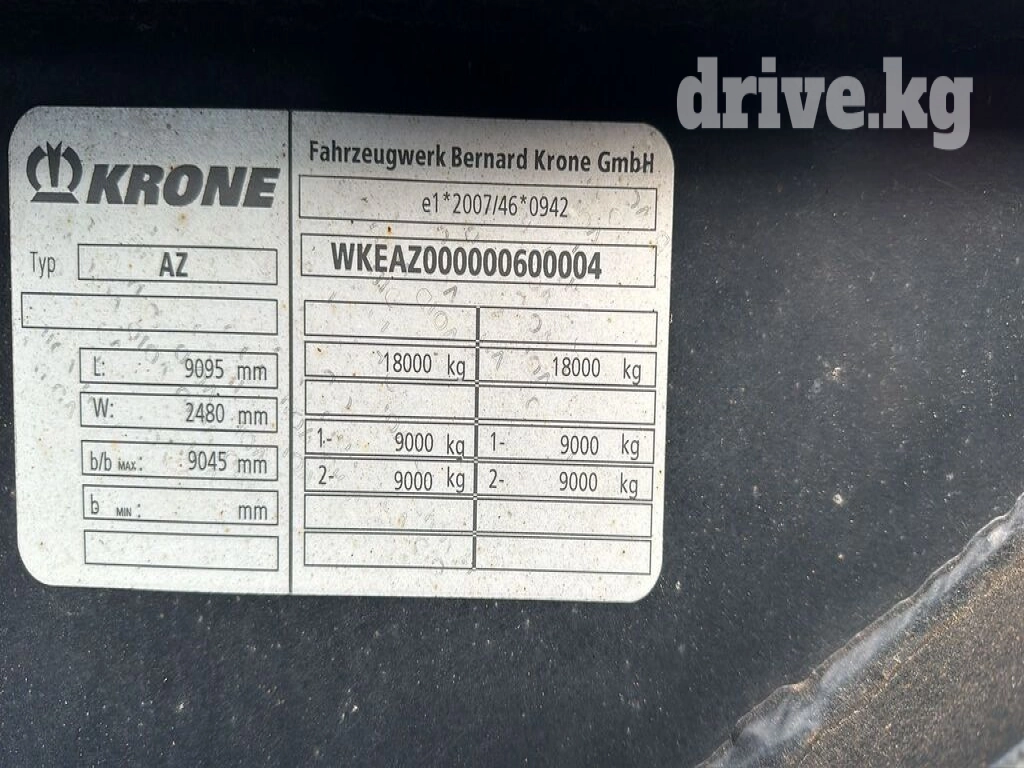 drive.kg
KRONE
Fahrzeugwerk Bernard Krone GmbH
e1*2007/46*0942
Typ AZ
WKEAZ000000600004
L: 9095 mm
W: 2480 mm
b/b MAX: 9045 mm
b MIN: mm
18000 kg 18000 kg
1- 9000 kg 1- 9000 kg
2- 9000 kg 2- 9000 kg